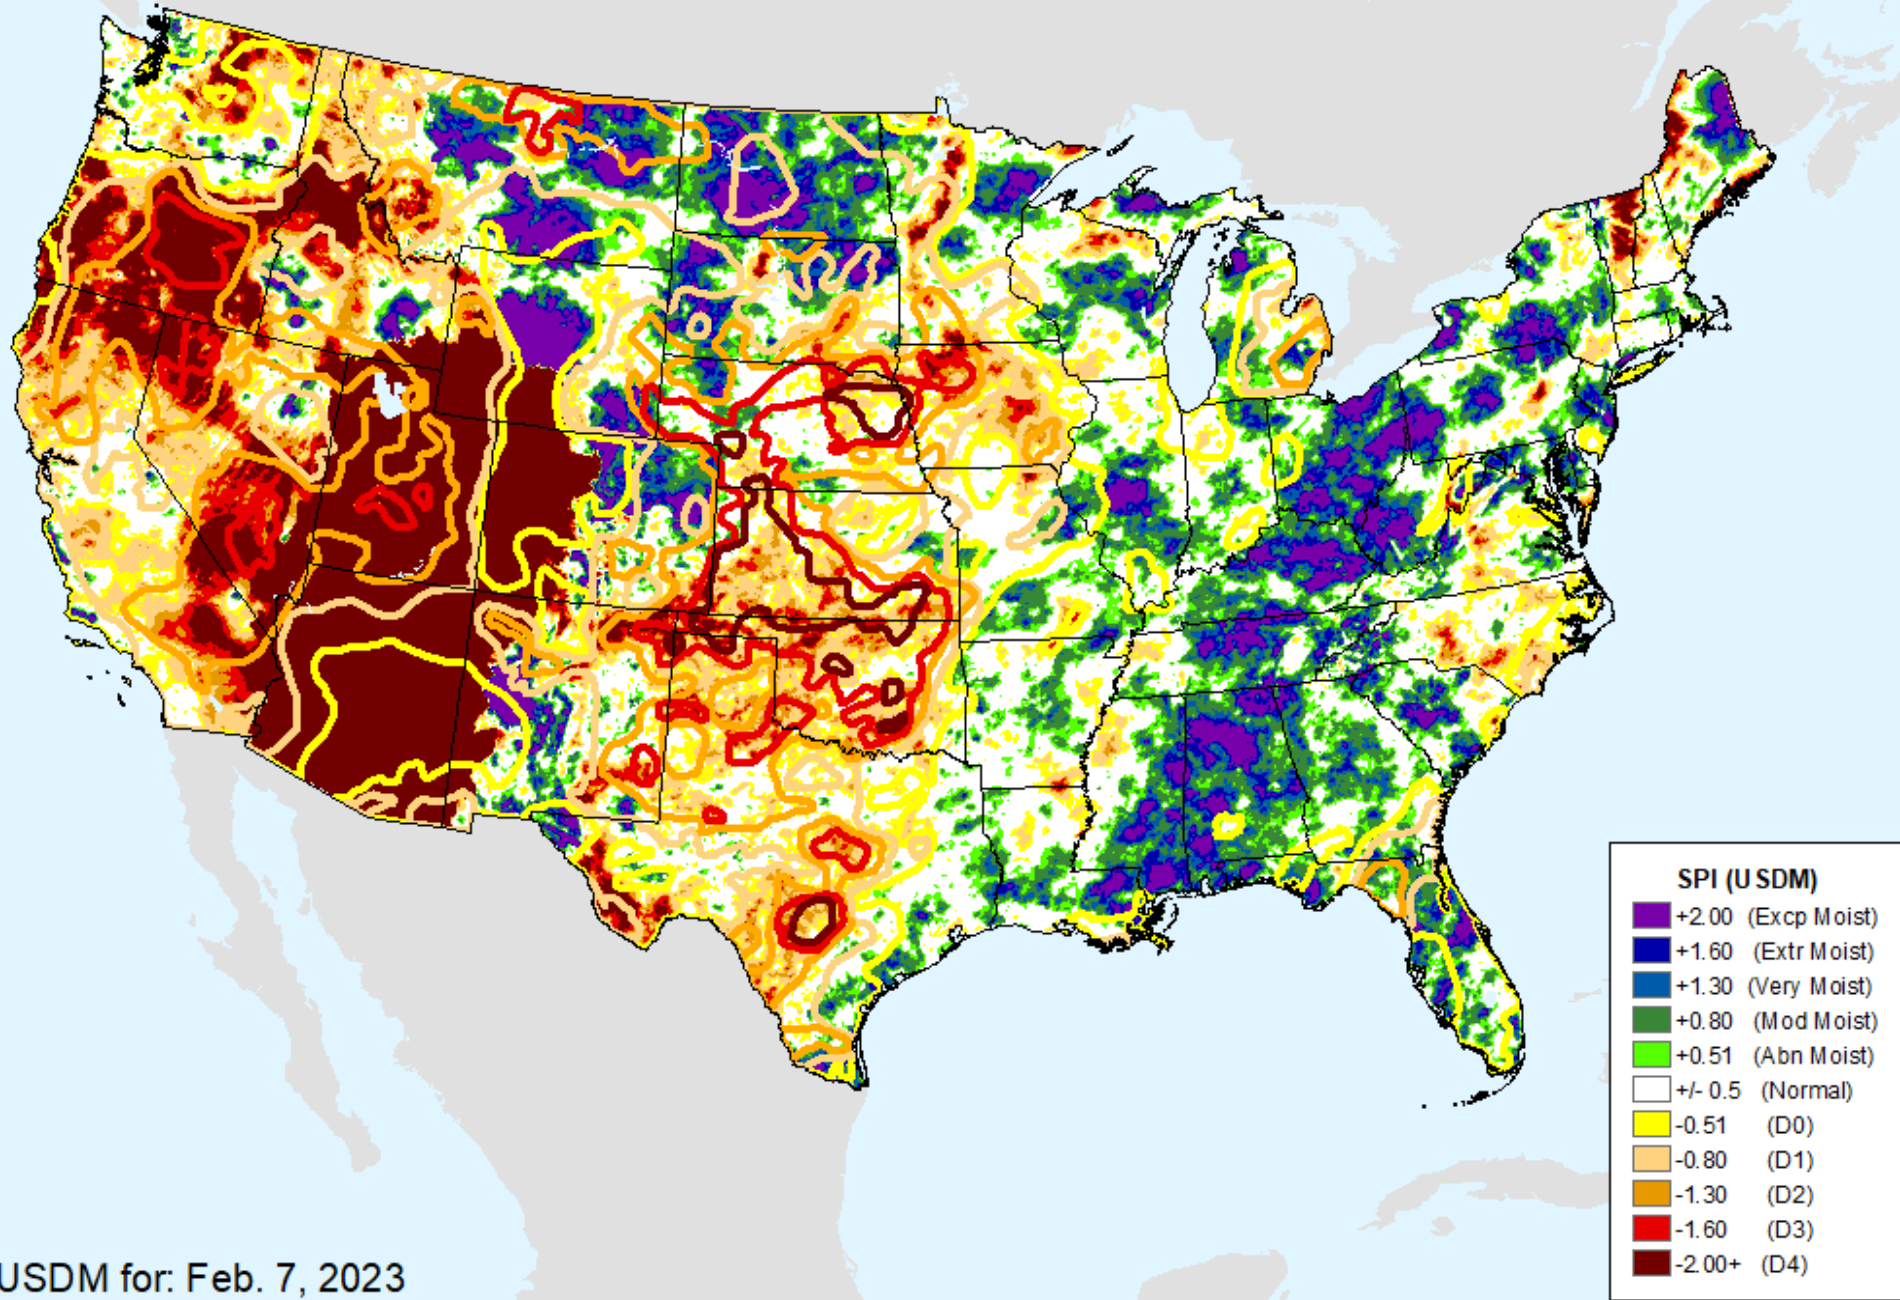 SPI (USDM)
+2.00 (Excp Moist)
+1.60 (Extr Moist)
+1.30 (Very Moist)
+0.80 (Mod Moist)
+0.51 (Abn Moist)
+/- 0.5 (Normal)
-0.51 (D0)
-0.80 (D1)
-1.30 (D2)
-1.60 (D3)
-2.00+ (D4)
USDM for: Feb. 7, 2023